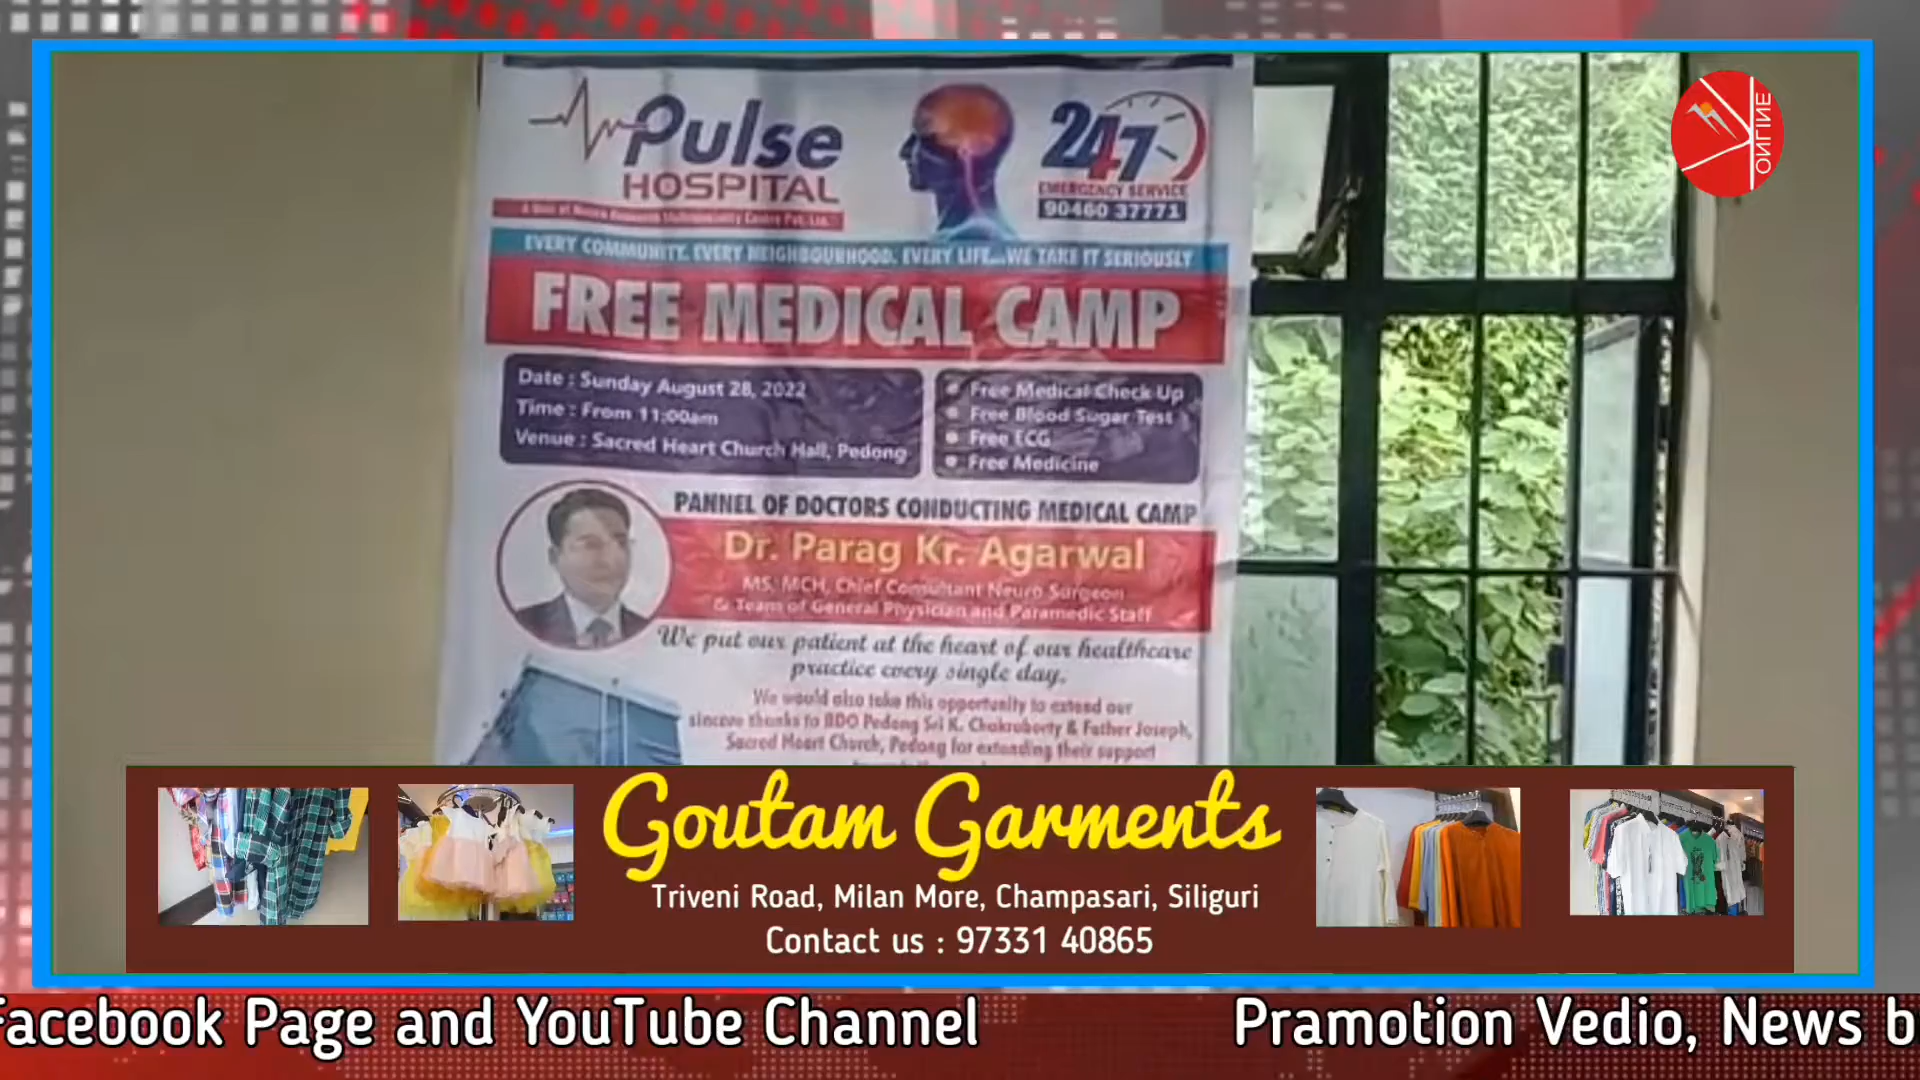 Pulse
HOSPITAL
24x7
EMERGENCY SERVICE
90460 37771
ONLINE
EVERY COMMUNITY. EVERY NEIGHBOURHOOD. EVERY LIFE...WE TAKE IT SERIOUSLY
FREE MEDICAL CAMP
Date : Sunday August 28, 2022
Time : From 11:00am
Venue : Sacred Heart Church Hall, Pedong
Free Medical Check Up
Free Blood Sugar Test
Free ECG
Free Medicine
PANNEL OF DOCTORS CONDUCTING MEDICAL CAMP
Dr. Parag Kr. Agarwal
MS, MCH, Chief Consultant Neuro Surgeon
& Team of General Physician and Paramedic Staff
We put our patient at the heart of our healthcare
practice every single day.
We would also take this opportunity to extend our
sincere thanks to BDO Pedong Sri K. Chakraborty & Father Joseph,
Sacred Heart Church, Pedong for extending their support
Goutam Garments
Triveni Road, Milan More, Champasari, Siliguri
Contact us : 97331 40865
Facebook Page and YouTube Channel
Pramotion Vedio, News b